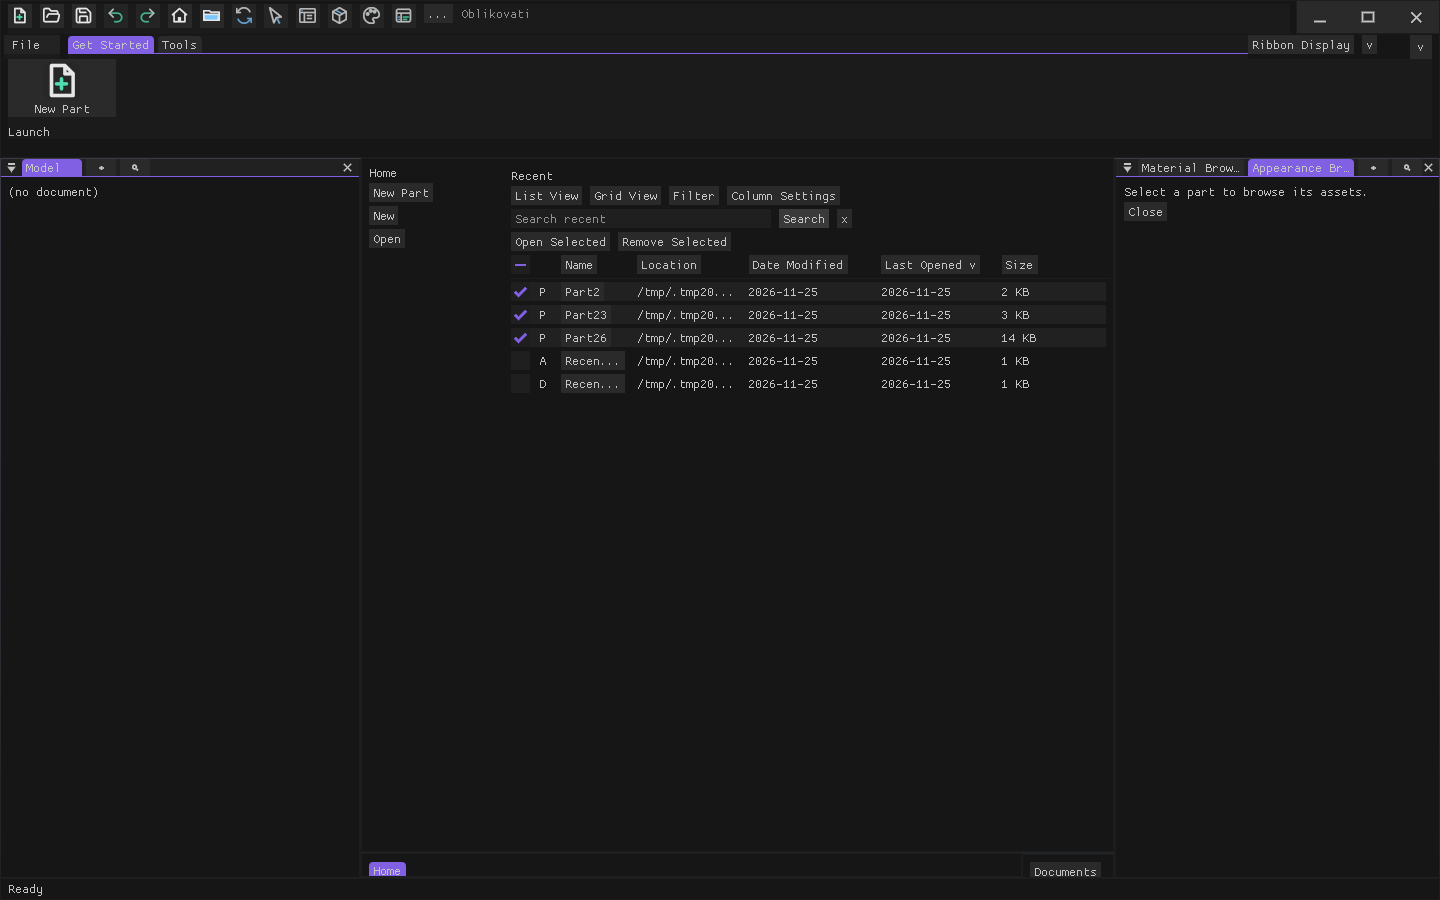 ... Oblikovati
File Get Started Tools Ribbon Display v v
New Part
Launch
Model
(no document)
Home
New Part
New
Open
Recent
List View Grid View Filter Column Settings
Search recent Search x
Open Selected Remove Selected
Name Location Date Modified Last Opened v Size
P Part2 /tmp/.tmp20... 2026-11-25 2026-11-25 2 KB
P Part23 /tmp/.tmp20... 2026-11-25 2026-11-25 3 KB
P Part26 /tmp/.tmp20... 2026-11-25 2026-11-25 14 KB
A Recen... /tmp/.tmp20... 2026-11-25 2026-11-25 1 KB
D Recen... /tmp/.tmp20... 2026-11-25 2026-11-25 1 KB
Material Brow... Appearance Br...
Select a part to browse its assets.
Close
Home Documents
Ready